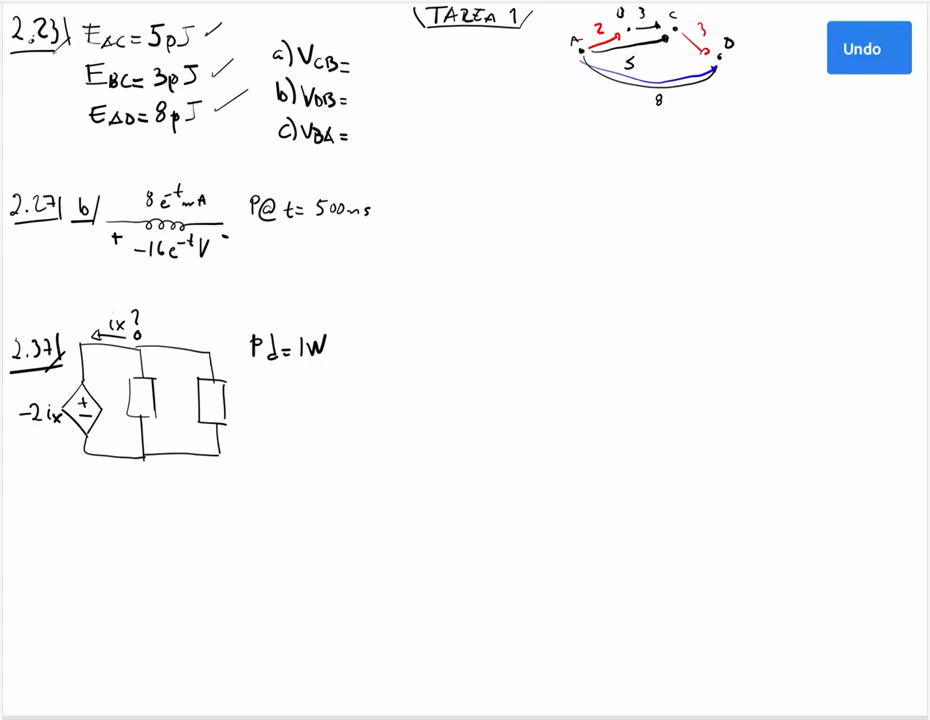 TAREA 1
Undo
2.23) E_AC = 5pJ ✓
E_BC = 3pJ ✓
E_AD = 8pJ ✓
a) V_CB =
b) V_DB =
c) V_BA =
A 2 B 3 C 3 D
5
8
2.27) b) 8e^-t mA P@ t = 500ms
+ -16e^-t V -
2.37) ix? Pd = 1W
-2ix + -